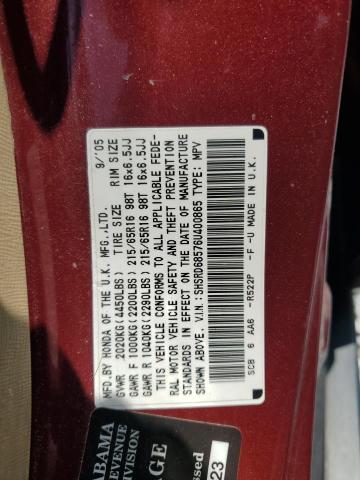 MFD.BY HONDA OF THE U.K. MFG.,LTD. 9/'05
GVWR 2020KG(4450LBS) TIRE SIZE RIM SIZE
GAWR F 1000KG(2200LBS) 215/65R16 98T 16x6.5JJ
GAWR R 1040KG(2290LBS) 215/65R16 98T 16x6.5JJ
THIS VEHICLE CONFORMS TO ALL APPLICABLE FEDE-
RAL MOTOR VEHICLE SAFETY AND THEFT PREVENTION
STANDARDS IN EFFECT ON THE DATE OF MANUFACTURE
SHOWN ABOVE. V.I.N.:SHSRD68576U400865 TYPE: MPV
SCB 6 AA6 -R522P -F -U MADE IN U.K.
ABAMA
EVENUE
DIVISION
AGE
ssed
23